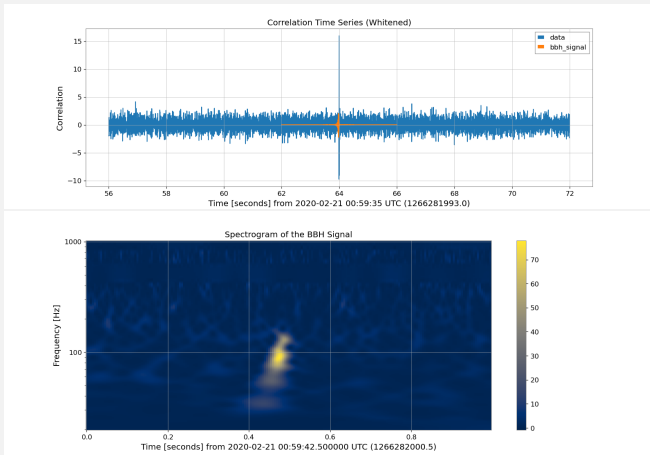 Correlation Time Series (Whitened)
data
bbh_signal
Correlation
15
10
5
0
−5
−10
56 58 60 62 64 66 68 70 72
Time [seconds] from 2020-02-21 00:59:35 UTC (1266281993.0)
Spectrogram of the BBH Signal
Frequency [Hz]
1000
100
70
60
50
40
30
20
10
0
0.0 0.2 0.4 0.6 0.8
Time [seconds] from 2020-02-21 00:59:42.500000 UTC (1266282000.5)